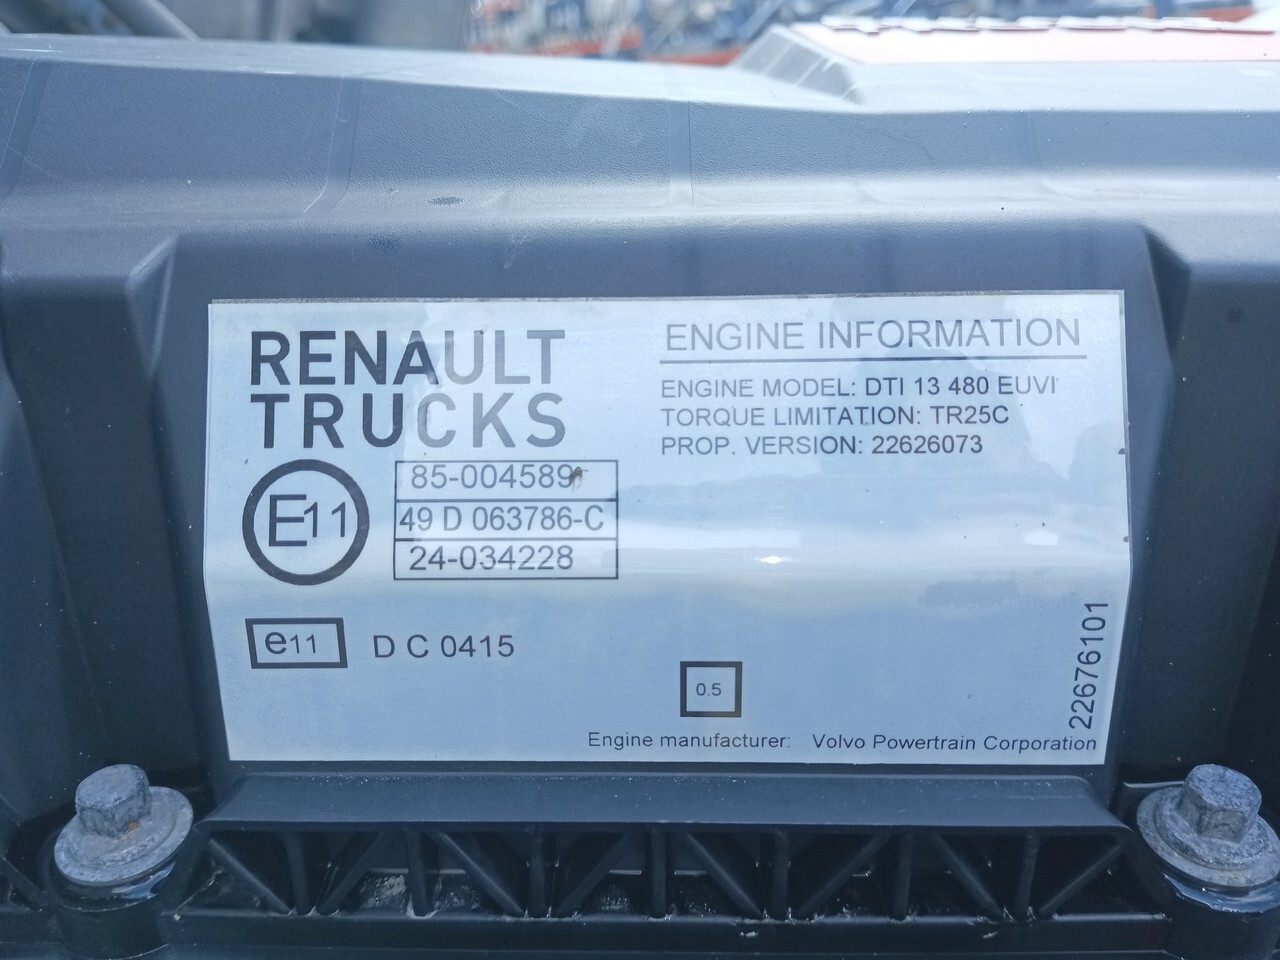 RENAULT
TRUCKS
E11
85-004589
49 D 063786-C
24-034228
e11 D C 0415
ENGINE INFORMATION
ENGINE MODEL: DTI 13 480 EUVI
TORQUE LIMITATION: TR25C
PROP. VERSION: 22626073
0.5
22676101
Engine manufacturer: Volvo Powertrain Corporation